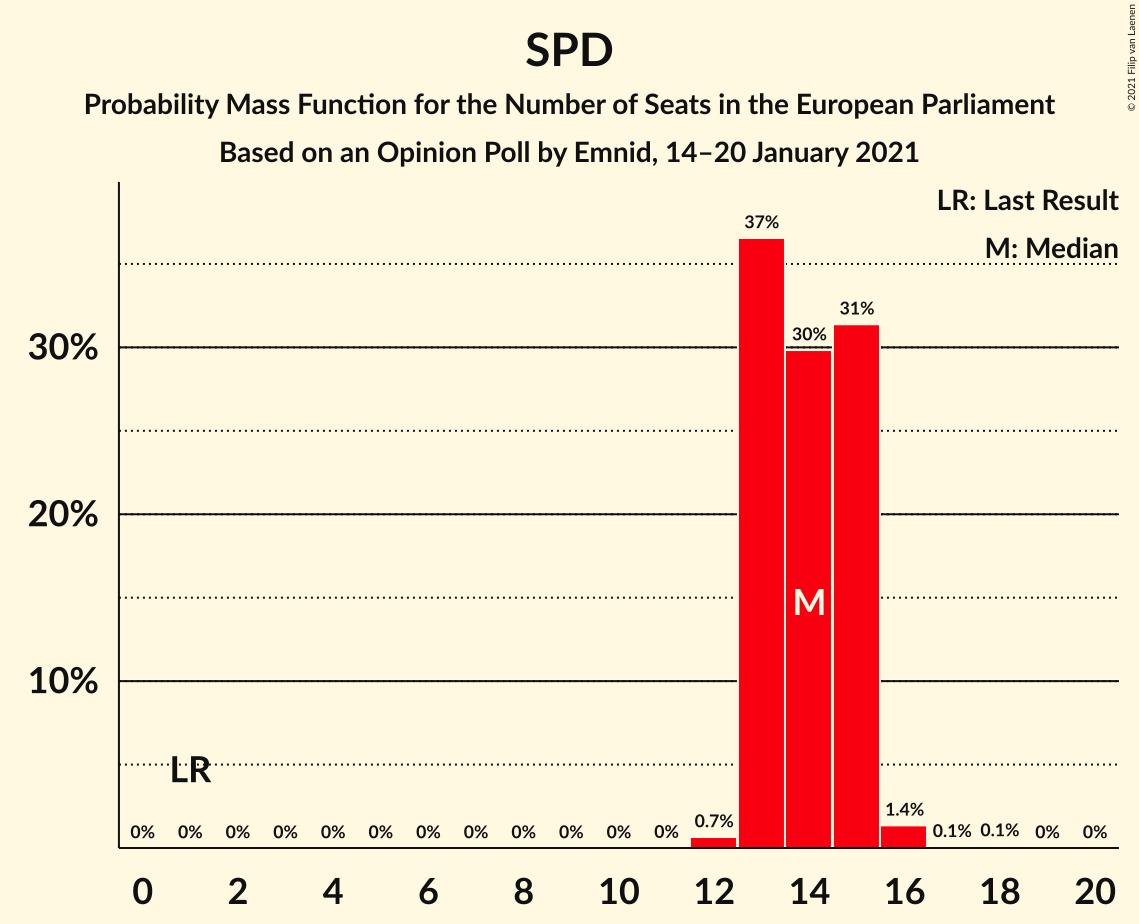 © 2021 Filip van Laenen
SPD
Probability Mass Function for the Number of Seats in the European Parliament
Based on an Opinion Poll by Emnid, 14–20 January 2021
LR: Last Result
M: Median
37%
31%
30%
30%
20%
M
10%
LR
0% 0% 0% 0% 0% 0% 0% 0% 0% 0% 0% 0% 0.7% 1.4% 0.1% 0.1% 0% 0%
0 2 4 6 8 10 12 14 16 18 20